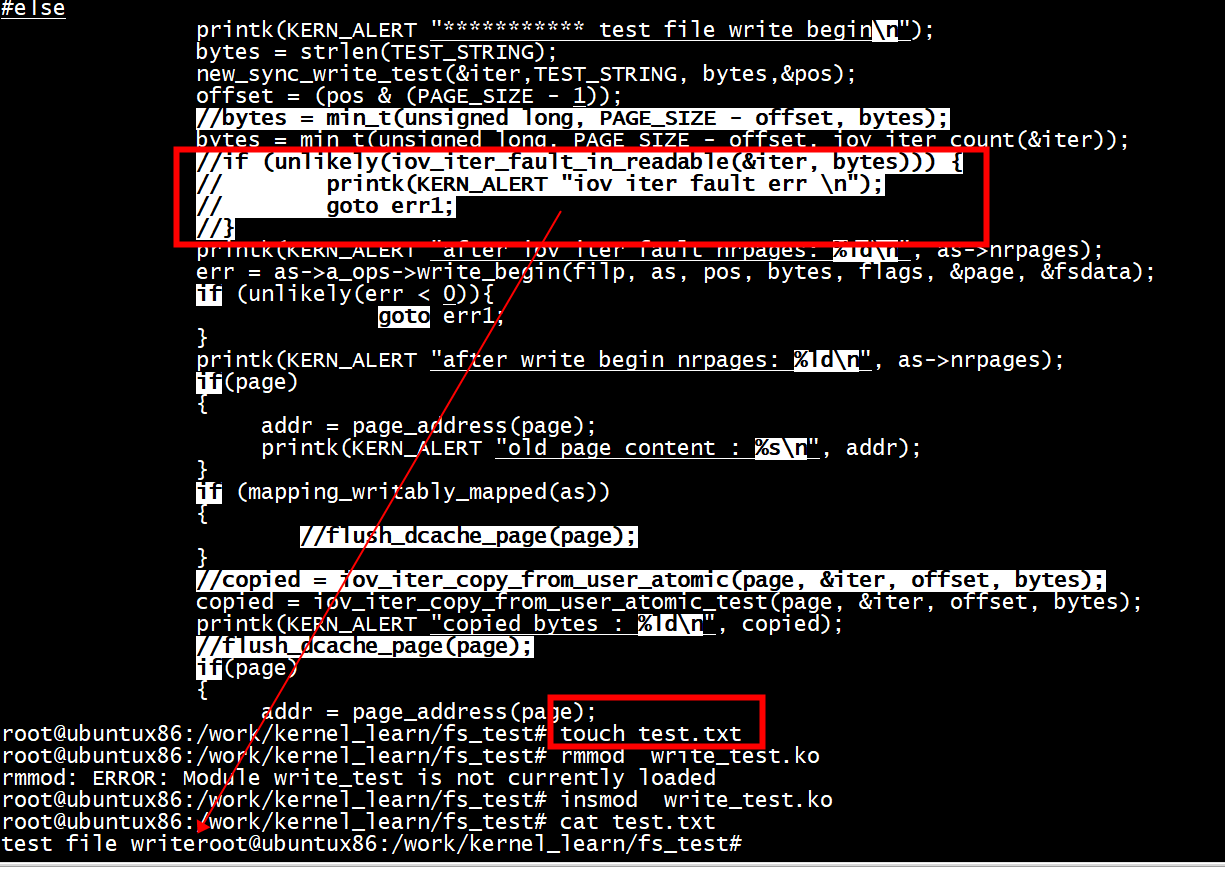 #else
printk(KERN_ALERT "*********** test file write begin\n");
bytes = strlen(TEST_STRING);
new_sync_write_test(&iter,TEST_STRING, bytes,&pos);
offset = (pos & (PAGE_SIZE - 1));
//bytes = min_t(unsigned long, PAGE_SIZE - offset, bytes);
bytes = min_t(unsigned long, PAGE_SIZE - offset, iov_iter_count(&iter));
//if (unlikely(iov_iter_fault_in_readable(&iter, bytes))) {
// printk(KERN_ALERT "iov iter fault err \n");
// goto err1;
//}
printk(KERN_ALERT "after iov iter fault nrpages: %ld\n", as->nrpages);
err = as->a_ops->write_begin(filp, as, pos, bytes, flags, &page, &fsdata);
if (unlikely(err < 0)){
goto err1;
}
printk(KERN_ALERT "after write begin nrpages: %ld\n", as->nrpages);
if(page)
{
addr = page_address(page);
printk(KERN_ALERT "old page content : %s\n", addr);
}
if (mapping_writably_mapped(as))
{
//flush_dcache_page(page);
}
//copied = iov_iter_copy_from_user_atomic(page, &iter, offset, bytes);
copied = iov_iter_copy_from_user_atomic_test(page, &iter, offset, bytes);
printk(KERN_ALERT "copied bytes : %ld\n", copied);
//flush_dcache_page(page);
if(page)
{
addr = page_address(page);
root@ubuntux86:/work/kernel_learn/fs_test# touch test.txt
root@ubuntux86:/work/kernel_learn/fs_test# rmmod  write_test.ko
rmmod: ERROR: Module write_test is not currently loaded
root@ubuntux86:/work/kernel_learn/fs_test# insmod  write_test.ko
root@ubuntux86:/work/kernel_learn/fs_test# cat test.txt
test file writeroot@ubuntux86:/work/kernel_learn/fs_test#